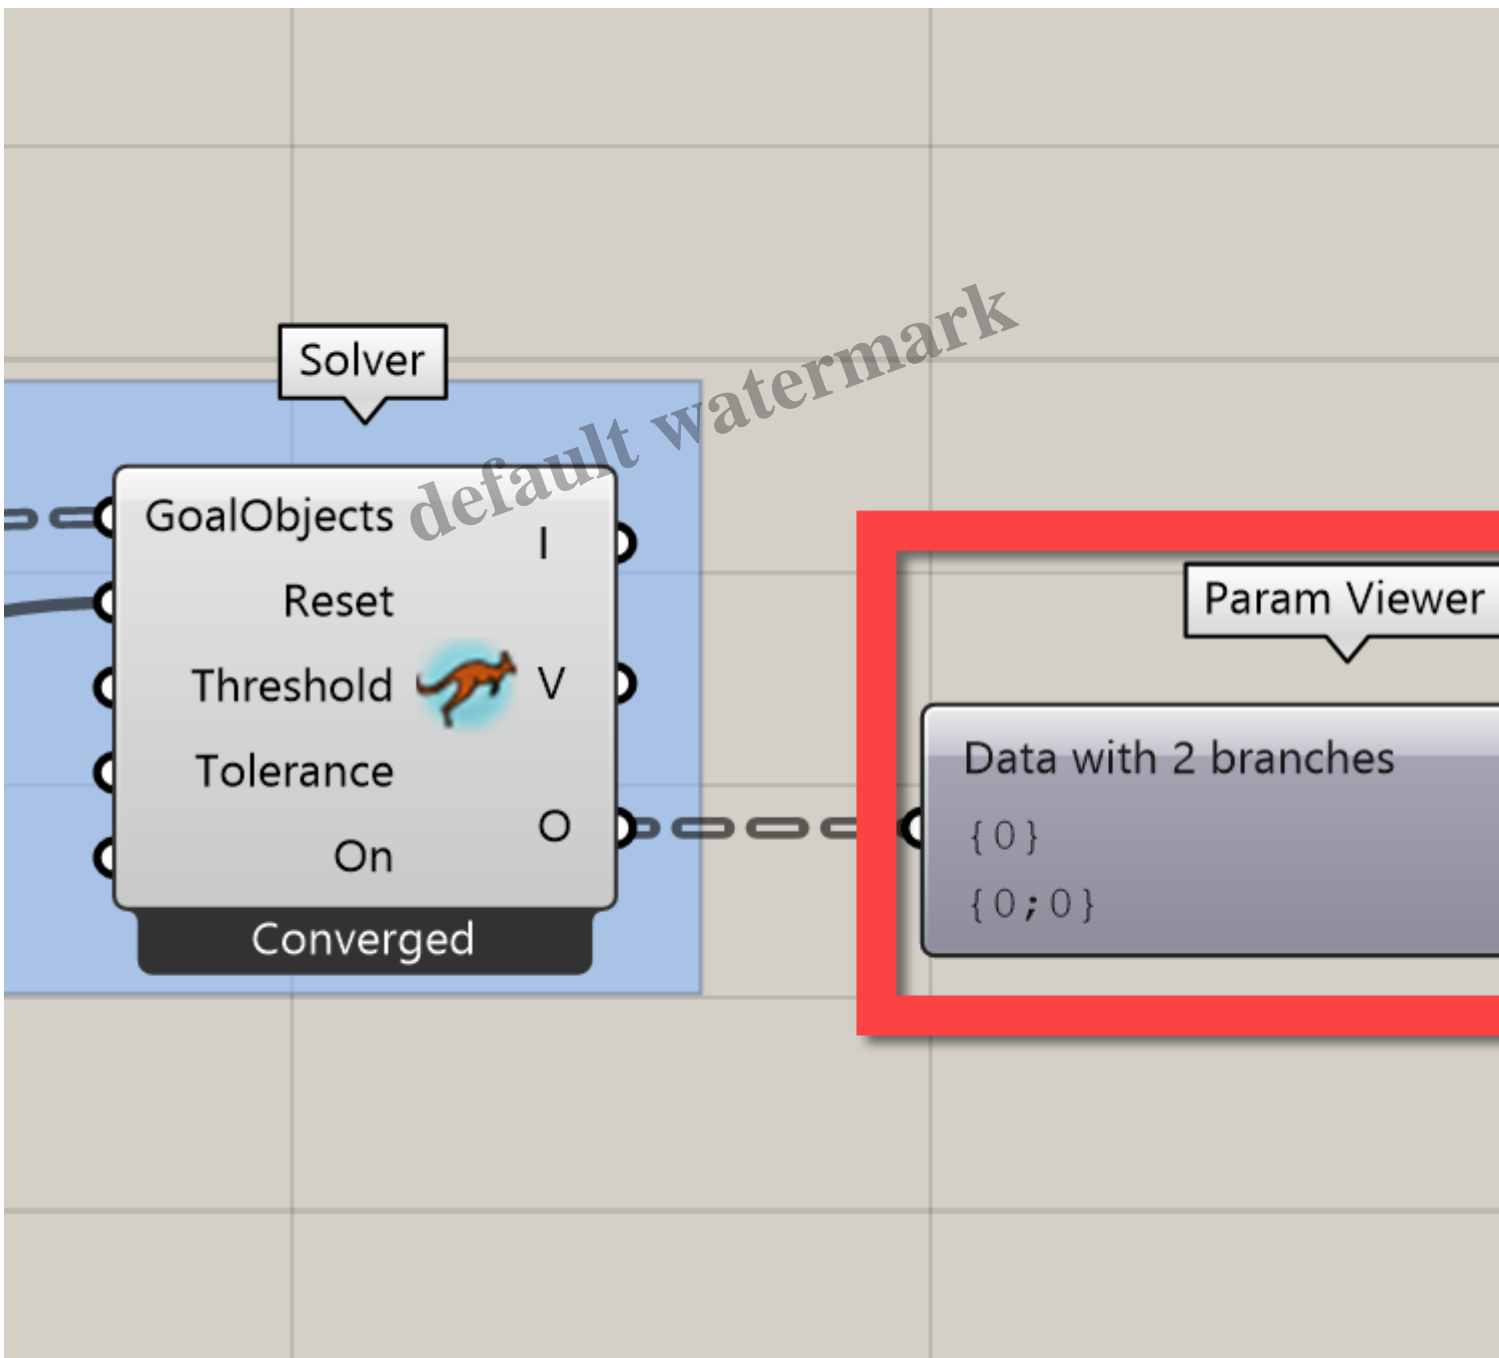 Solver
default watermark
GoalObjects
I
Reset
Threshold
V
Tolerance
O
On
Converged
Param Viewer
Data with 2 branches
{0}
{0;0}